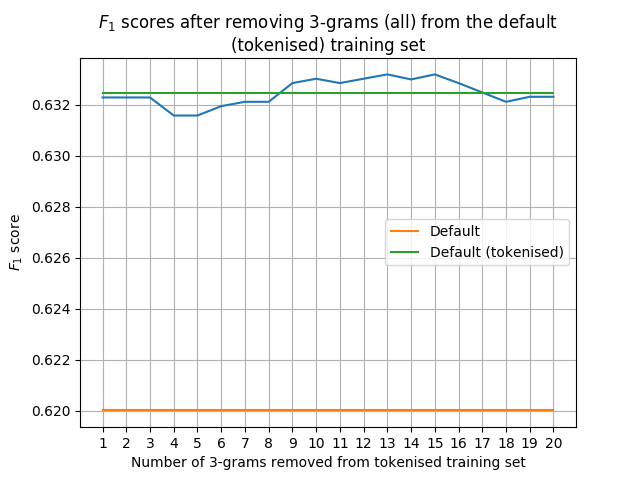 F₁ scores after removing 3-grams (all) from the default
(tokenised) training set
F₁ score
0.632
0.630
0.628
0.626
0.624
0.622
0.620
Default
Default (tokenised)
1 2 3 4 5 6 7 8 9 10 11 12 13 14 15 16 17 18 19 20
Number of 3-grams removed from tokenised training set